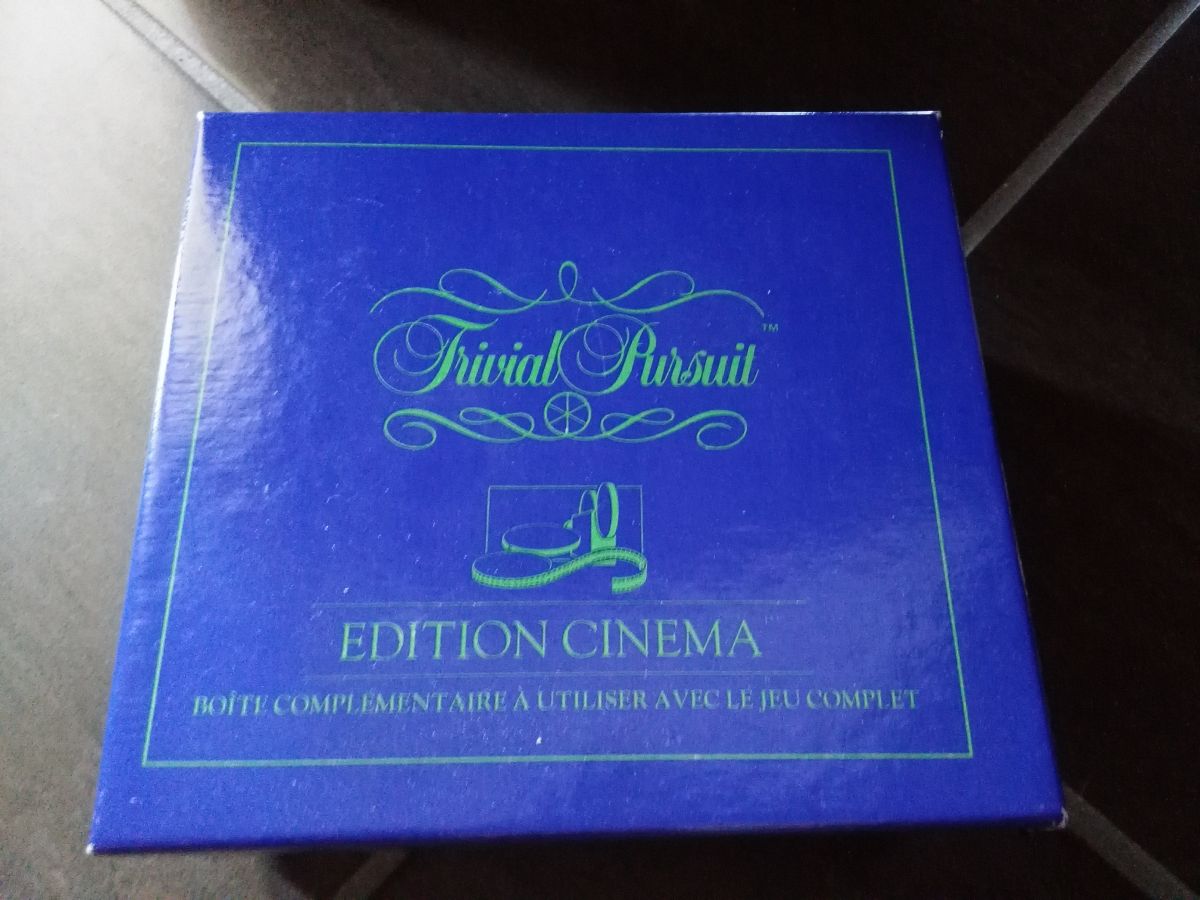 Trivial Pursuit™
EDITION CINEMA
BOÎTE COMPLÉMENTAIRE À UTILISER AVEC LE JEU COMPLET